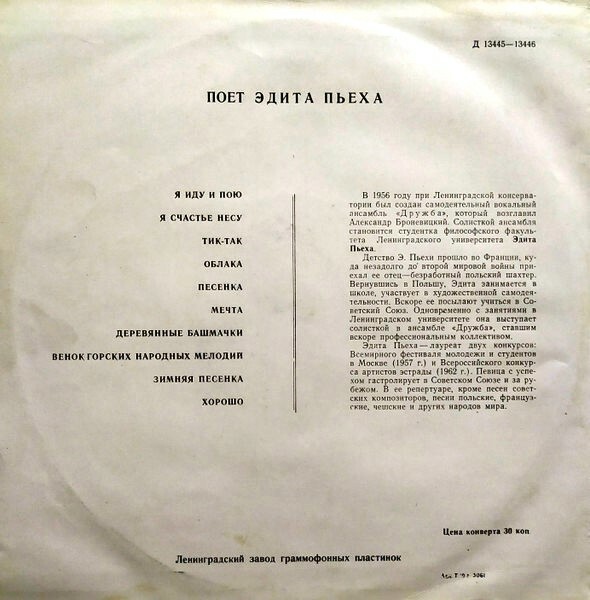 Д 13445—13446
ПОЕТ ЭДИТА ПЬЕХА
Я ИДУ И ПОЮ
Я СЧАСТЬЕ НЕСУ
ТИК-ТАК
ОБЛАКА
ПЕСЕНКА
МЕЧТА
ДЕРЕВЯННЫЕ БАШМАЧКИ
ВЕНОК ГОРСКИХ НАРОДНЫХ МЕЛОДИЙ
ЗИМНЯЯ ПЕСЕНКА
ХОРОШО
В 1956 году при Ленинградской консерва-
тории был создан самодеятельный вокальный
ансамбль «Дружба», который возглавил
Александр Броневицкий. Солисткой ансамбля
становится студентка философского факуль-
тета Ленинградского университета Эдита
Пьеха.
Детство Э. Пьехи прошло во Франции, ку-
да незадолго до второй мировой войны при-
ехал ее отец—безработный польский шахтер.
Вернувшись в Польшу, Эдита занимается в
школе, участвует в художественной самодея-
тельности. Вскоре ее посылают учиться в Со-
ветский Союз. Одновременно с занятиями в
Ленинградском университете она выступает
солисткой в ансамбле «Дружба», ставшим
вскоре профессиональным коллективом.
Эдита Пьеха—лауреат двух конкурсов:
Всемирного фестиваля молодежи и студентов
в Москве (1957 г.) и Всероссийского конкур-
са артистов эстрады (1962 г.). Певица с успе-
хом гастролирует в Советском Союзе и за ру-
бежом. В ее репертуаре, кроме песен совет-
ских композиторов, песни польские, француз-
ские, чешские и других народов мира.
Цена конверта 30 коп
Ленинградский завод граммофонных пластинок